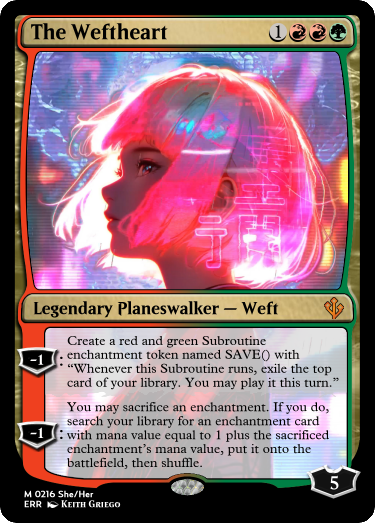 The Weftheart 1
Legendary Planeswalker — Weft
Create a red and green Subroutine
enchantment token named SAVE() with
“Whenever this Subroutine runs, exile the top
card of your library. You may play it this turn.”
-1:
You may sacrifice an enchantment. If you do,
search your library for an enchantment card
with mana value equal to 1 plus the sacrificed
enchantment’s mana value, put it onto the
battlefield, then shuffle.
-1:
5
M 0216 She/Her
ERR Keith Griego